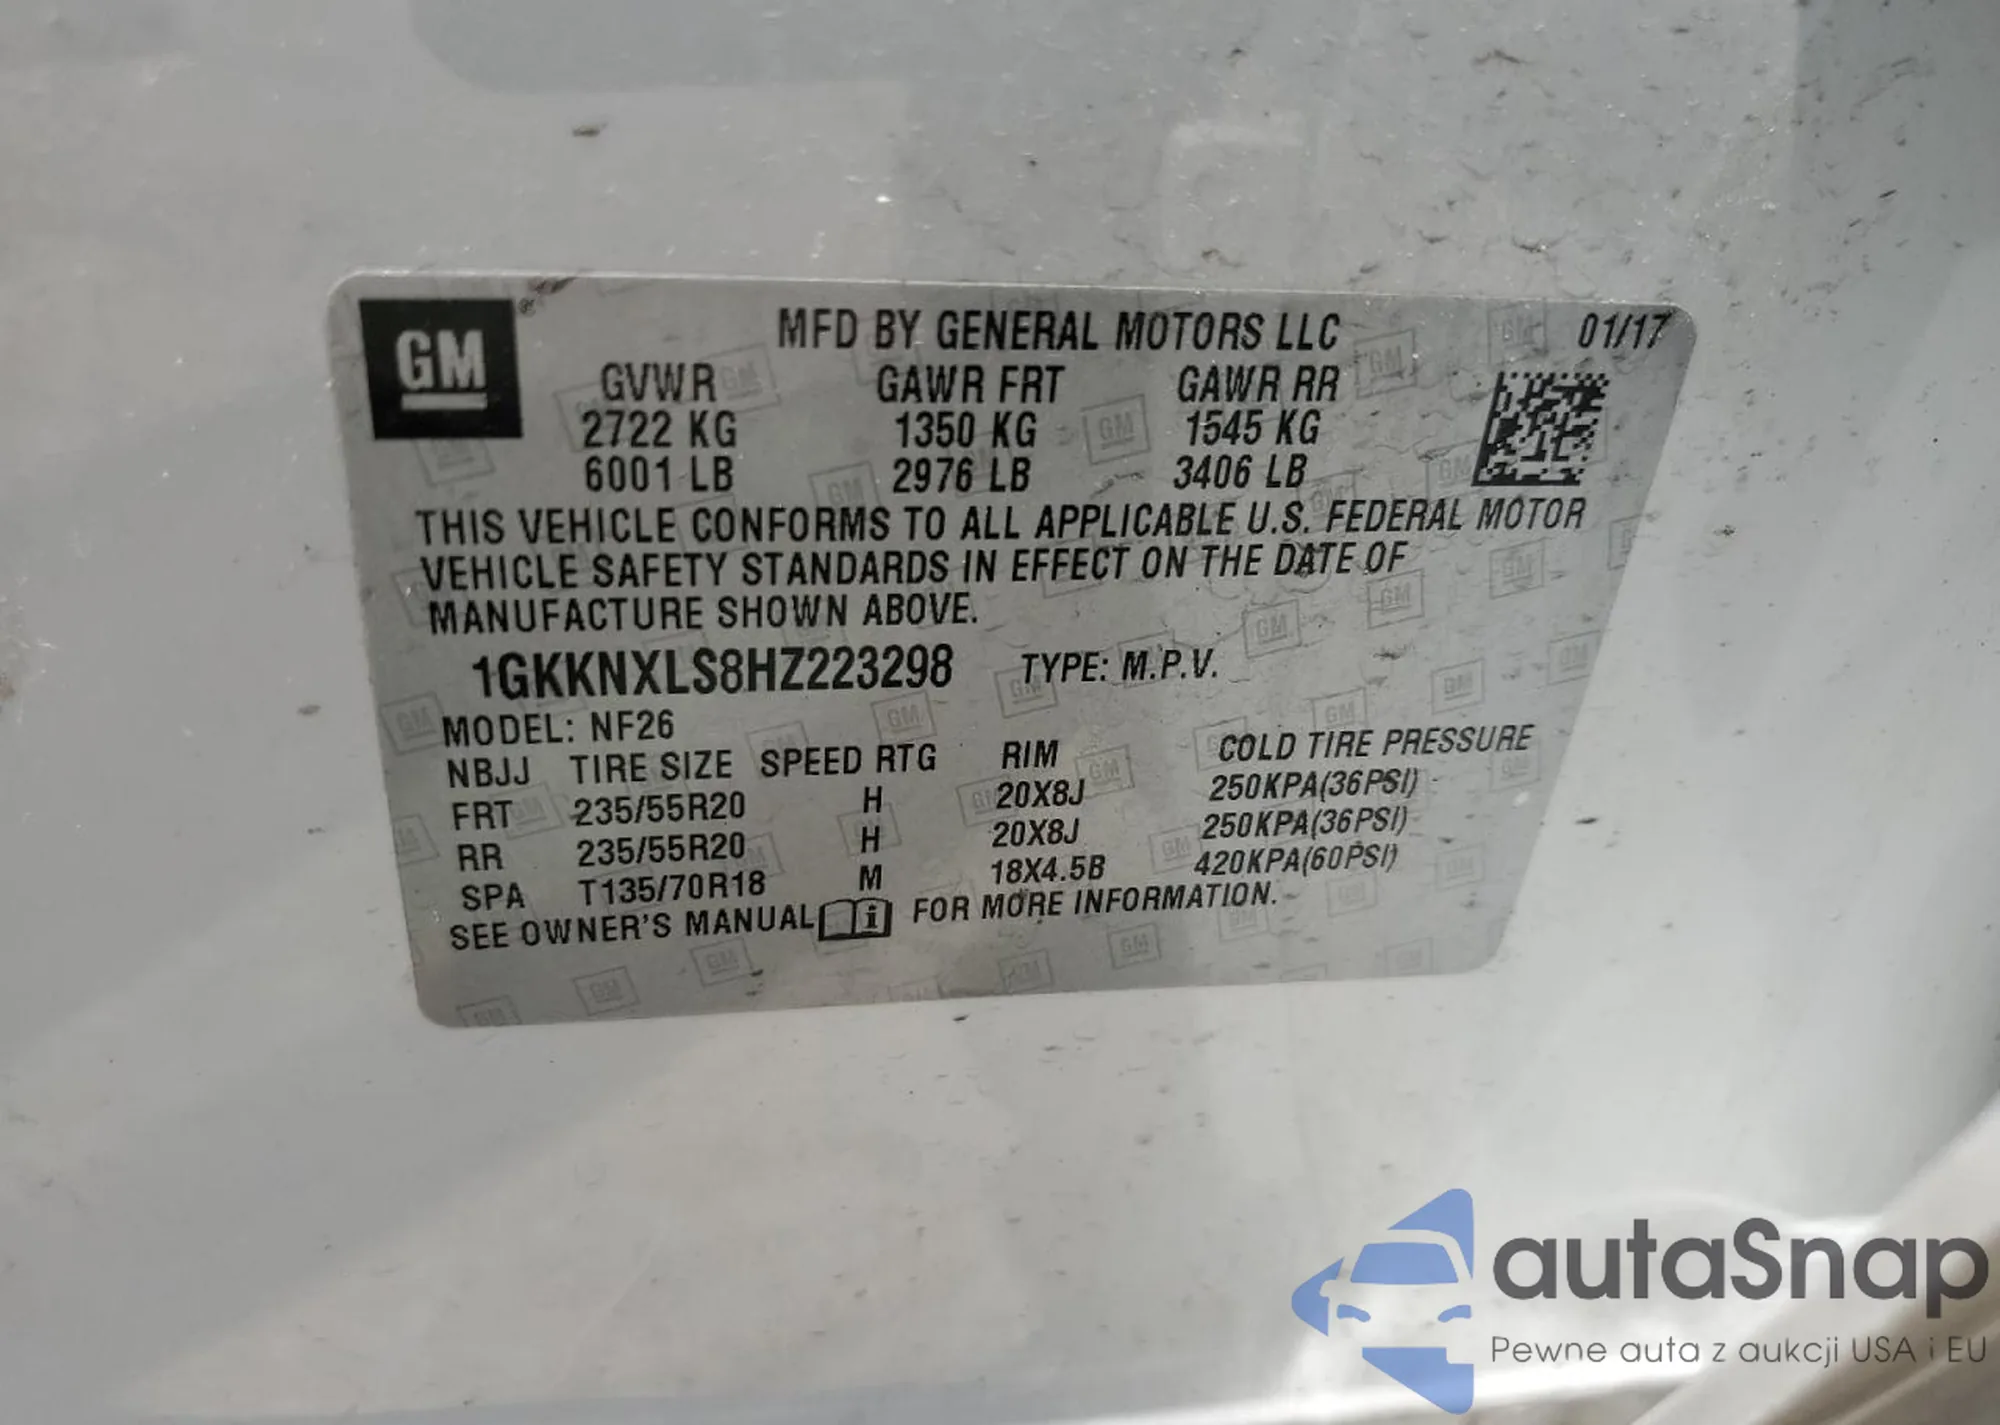 GM ®
MFD BY GENERAL MOTORS LLC 01/17
GVWR GAWR FRT GAWR RR
2722 KG 1350 KG 1545 KG
6001 LB 2976 LB 3406 LB
THIS VEHICLE CONFORMS TO ALL APPLICABLE U.S. FEDERAL MOTOR
VEHICLE SAFETY STANDARDS IN EFFECT ON THE DATE OF
MANUFACTURE SHOWN ABOVE.
1GKKNXLS8HZ223298 TYPE: M.P.V.
MODEL: NF26
NBJJ TIRE SIZE SPEED RTG RIM COLD TIRE PRESSURE
FRT 235/55R20 H 20X8J 250KPA(36PSI)
RR 235/55R20 H 20X8J 250KPA(36PSI)
SPA T135/70R18 M 18X4.5B 420KPA(60PSI)
SEE OWNER'S MANUAL i FOR MORE INFORMATION.
autaSnap
Pewne auta z aukcji USA i EU